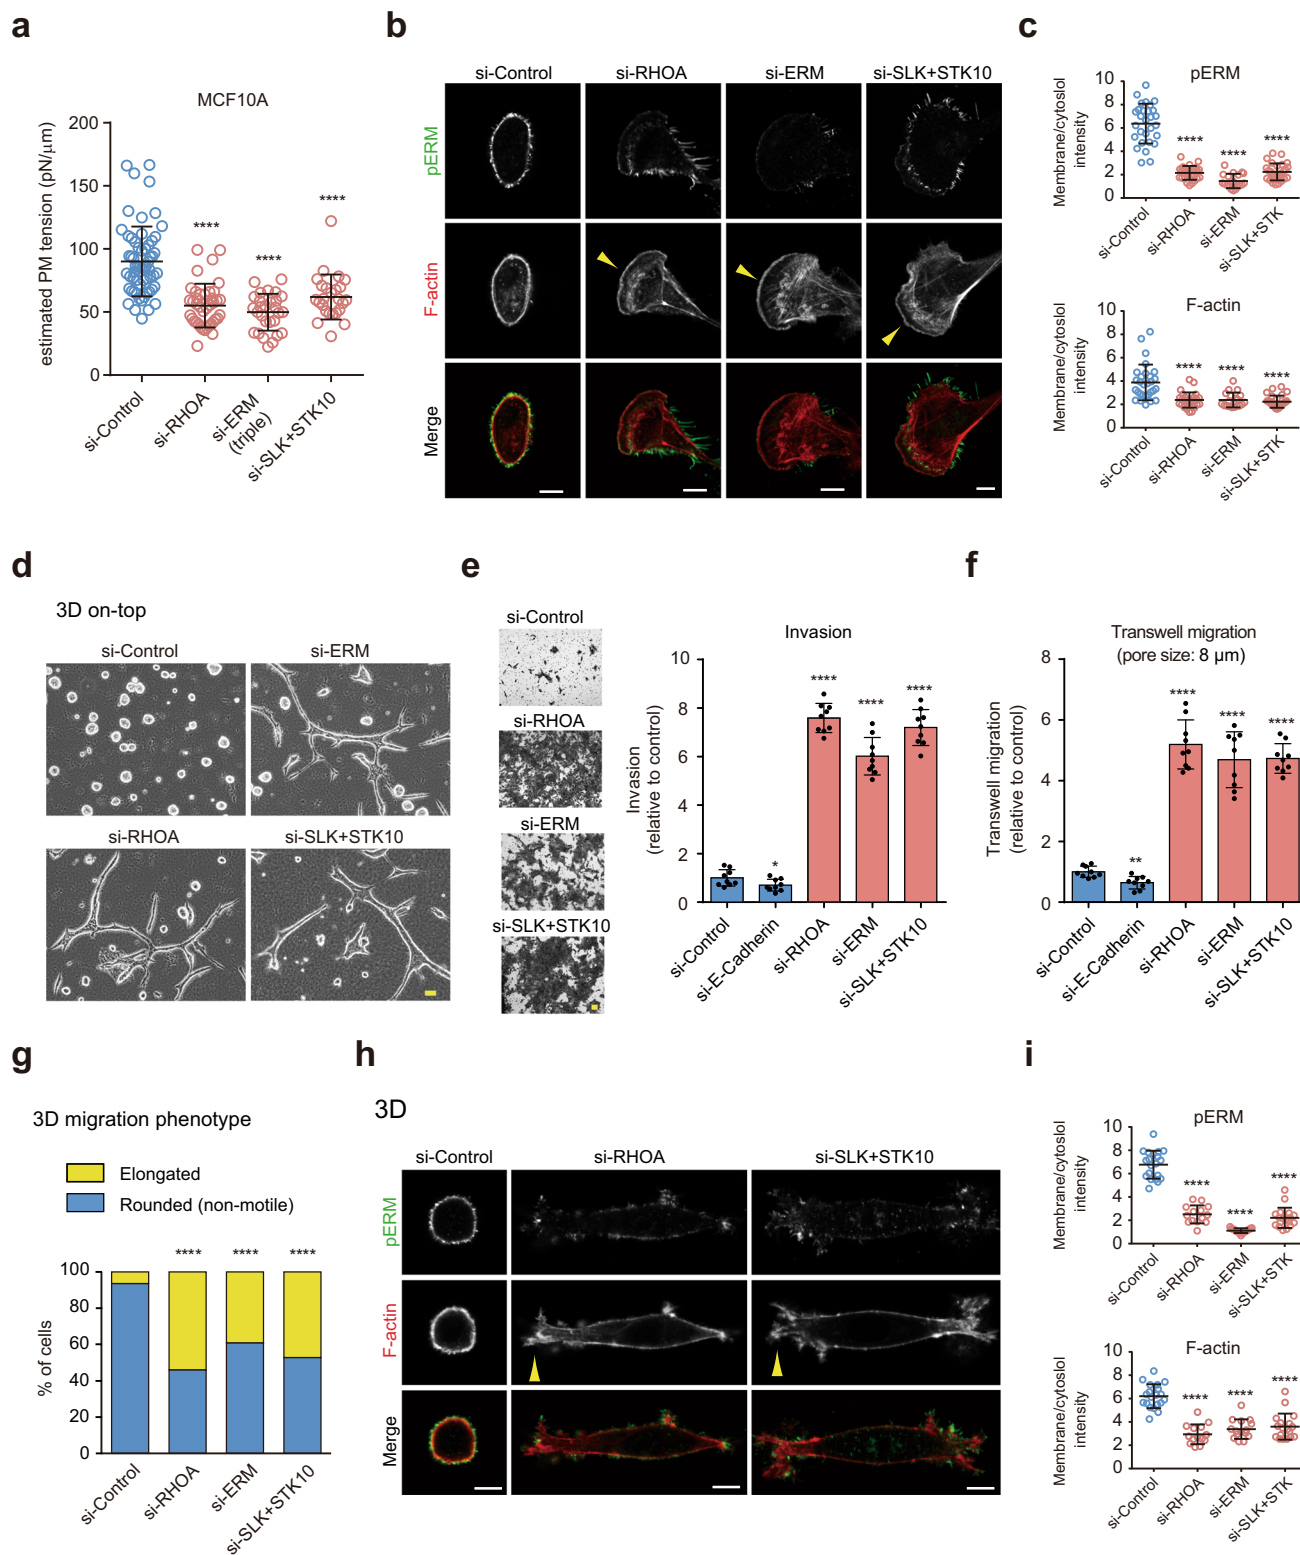 a
MCF10A
estimated PM tension (pN/μm)
200
150
100
50
0
si-Control
si-RHOA
si-ERM
(triple)
si-SLK+STK10
****
****
****
b
si-Control
si-RHOA
si-ERM
si-SLK+STK10
pERM
F-actin
Merge
c
pERM
Membrane/cytoslol
intensity
10
8
6
4
2
0
****
****
****
si-Control
si-RHOA
si-ERM
si-SLK+STK
F-actin
Membrane/cytoslol
intensity
10
8
6
4
2
0
****
****
****
si-Control
si-RHOA
si-ERM
si-SLK+STK
d
3D on-top
si-Control
si-ERM
si-RHOA
si-SLK+STK10
e
si-Control
si-RHOA
si-ERM
si-SLK+STK10
Invasion
Invasion
(relative to control)
10
8
6
4
2
0
*
****
****
****
si-Control
si-E-Cadherin
si-RHOA
si-ERM
si-SLK+STK10
f
Transwell migration
(pore size: 8 μm)
Transwell migration
(relative to control)
8
6
4
2
0
**
****
****
****
si-Control
si-E-Cadherin
si-RHOA
si-ERM
si-SLK+STK10
g
3D migration phenotype
Elongated
Rounded (non-motile)
% of cells
100
80
60
40
20
0
****
****
****
si-Control
si-RHOA
si-ERM
si-SLK+STK10
h
3D
si-Control
si-RHOA
si-SLK+STK10
pERM
F-actin
Merge
i
pERM
Membrane/cytoslol
intensity
10
8
6
4
2
0
****
****
****
si-Control
si-RHOA
si-ERM
si-SLK+STK
F-actin
Membrane/cytoslol
intensity
10
8
6
4
2
0
****
****
****
si-Control
si-RHOA
si-ERM
si-SLK+STK